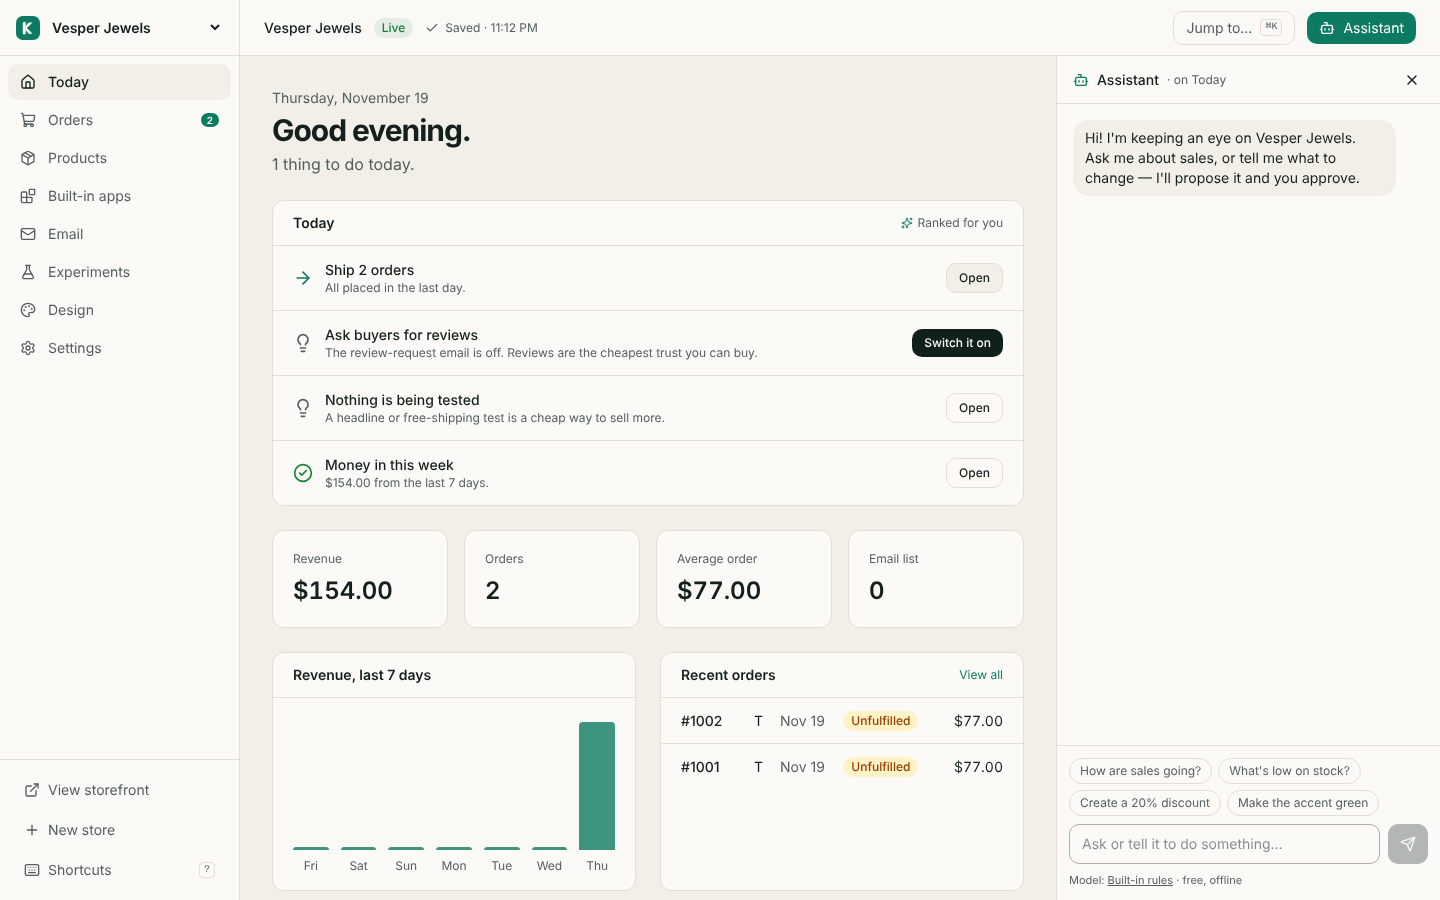 K
Vesper Jewels
Today
Orders
2
Products
Built-in apps
Email
Experiments
Design
Settings
View storefront
New store
Shortcuts
?
Vesper Jewels
Live
Saved · 11:12 PM
Jump to...
⌘K
Assistant
Thursday, November 19
Good evening.
1 thing to do today.
Today
Ranked for you
Ship 2 orders
All placed in the last day.
Open
Ask buyers for reviews
The review-request email is off. Reviews are the cheapest trust you can buy.
Switch it on
Nothing is being tested
A headline or free-shipping test is a cheap way to sell more.
Open
Money in this week
$154.00 from the last 7 days.
Open
Revenue
$154.00
Orders
2
Average order
$77.00
Email list
0
Revenue, last 7 days
Fri Sat Sun Mon Tue Wed Thu
Recent orders
View all
#1002 T Nov 19 Unfulfilled $77.00
#1001 T Nov 19 Unfulfilled $77.00
Assistant · on Today
Hi! I'm keeping an eye on Vesper Jewels.
Ask me about sales, or tell me what to
change — I'll propose it and you approve.
How are sales going?
What's low on stock?
Create a 20% discount
Make the accent green
Ask or tell it to do something...
Model: Built-in rules · free, offline